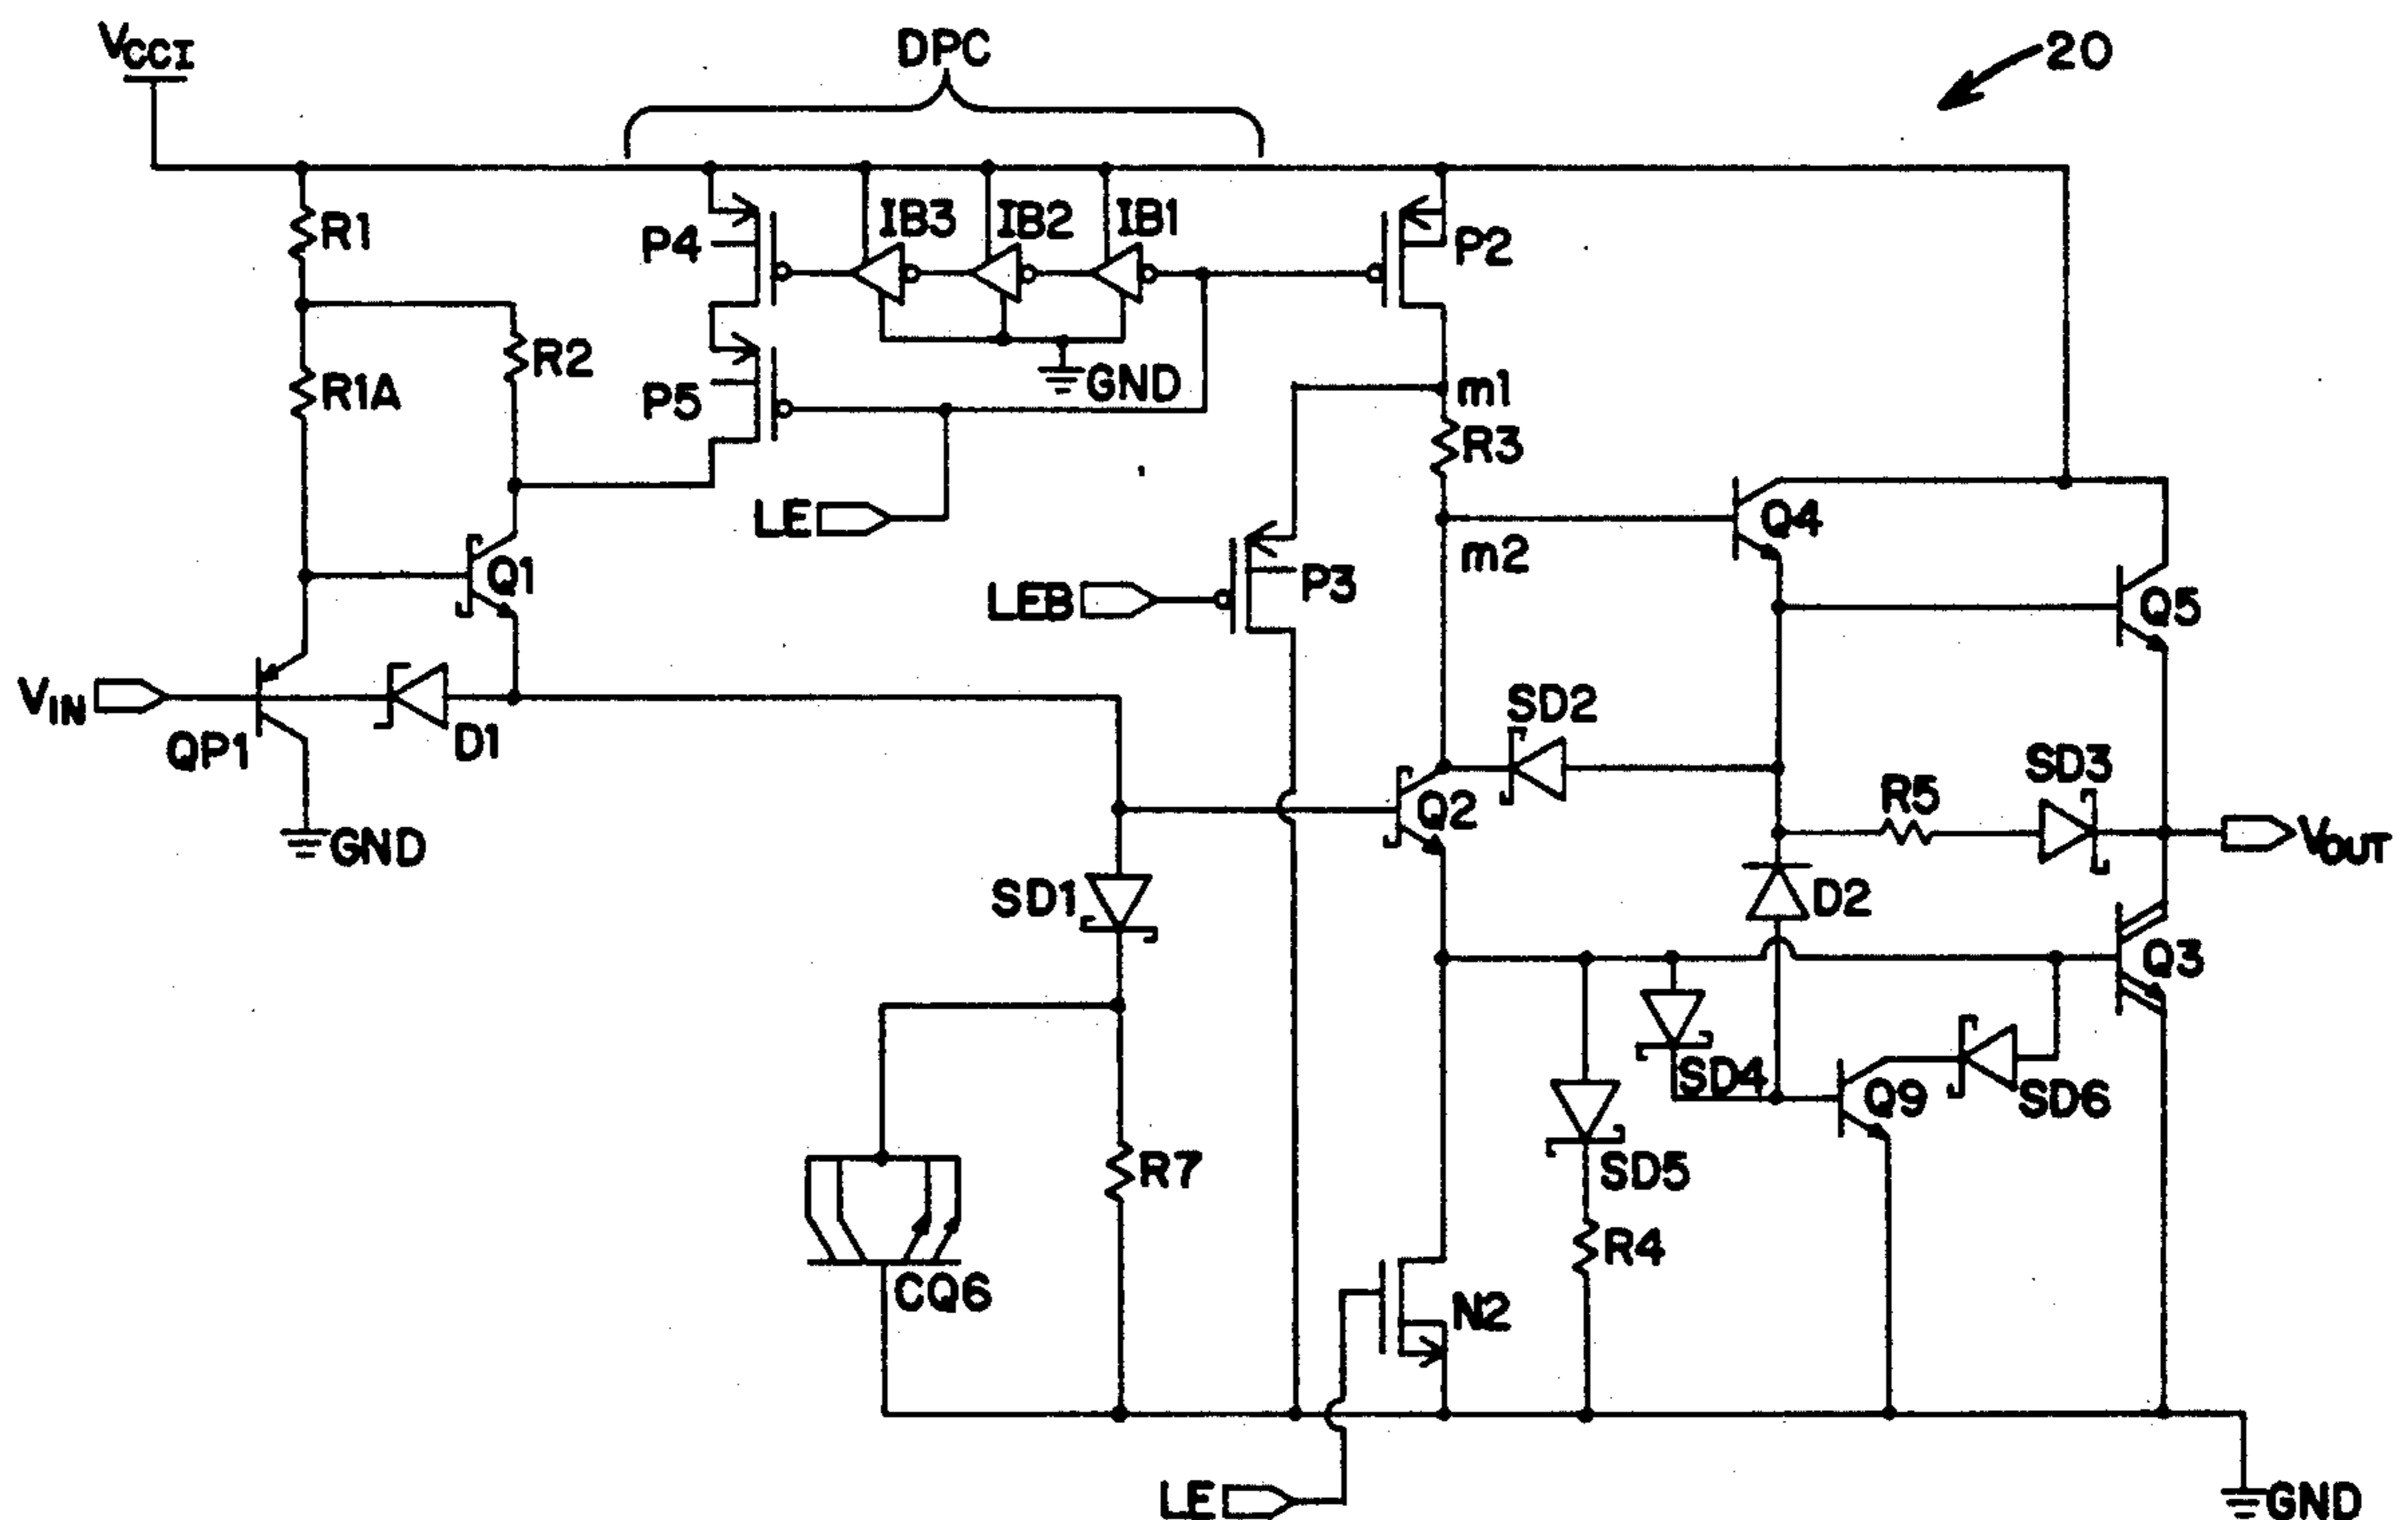 VCCI
DPC
20
R1
P4
IB3
IB2
IB1
P2
R2
R1A
P5
GND
m1
R3
LE
Q1
m2
Q4
LEB
P3
Q5
VIN
QP1
D1
SD2
GND
Q2
R5
SD3
VOUT
SD1
D2
Q3
SD4
Q9
SD6
SD5
R7
R4
CQ6
N2
LE
GND